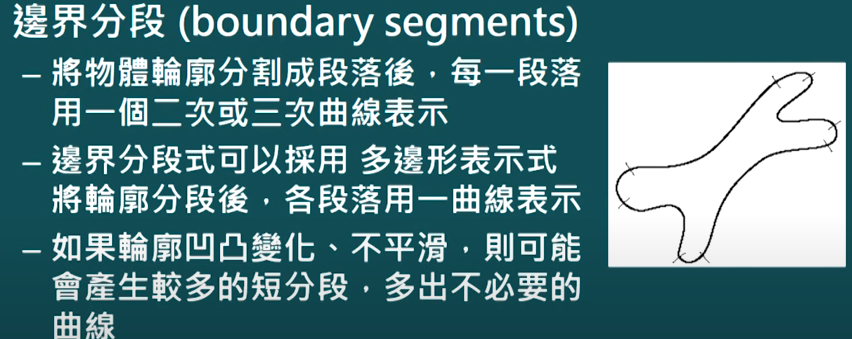 邊界分段 (boundary segments)
– 將物體輪廓分割成段落後，每一段落
用一個二次或三次曲線表示
– 邊界分段式可以採用 多邊形表示式
將輪廓分段後，各段落用一曲線表示
– 如果輪廓凹凸變化、不平滑，則可能
會產生較多的短分段，多出不必要的
曲線